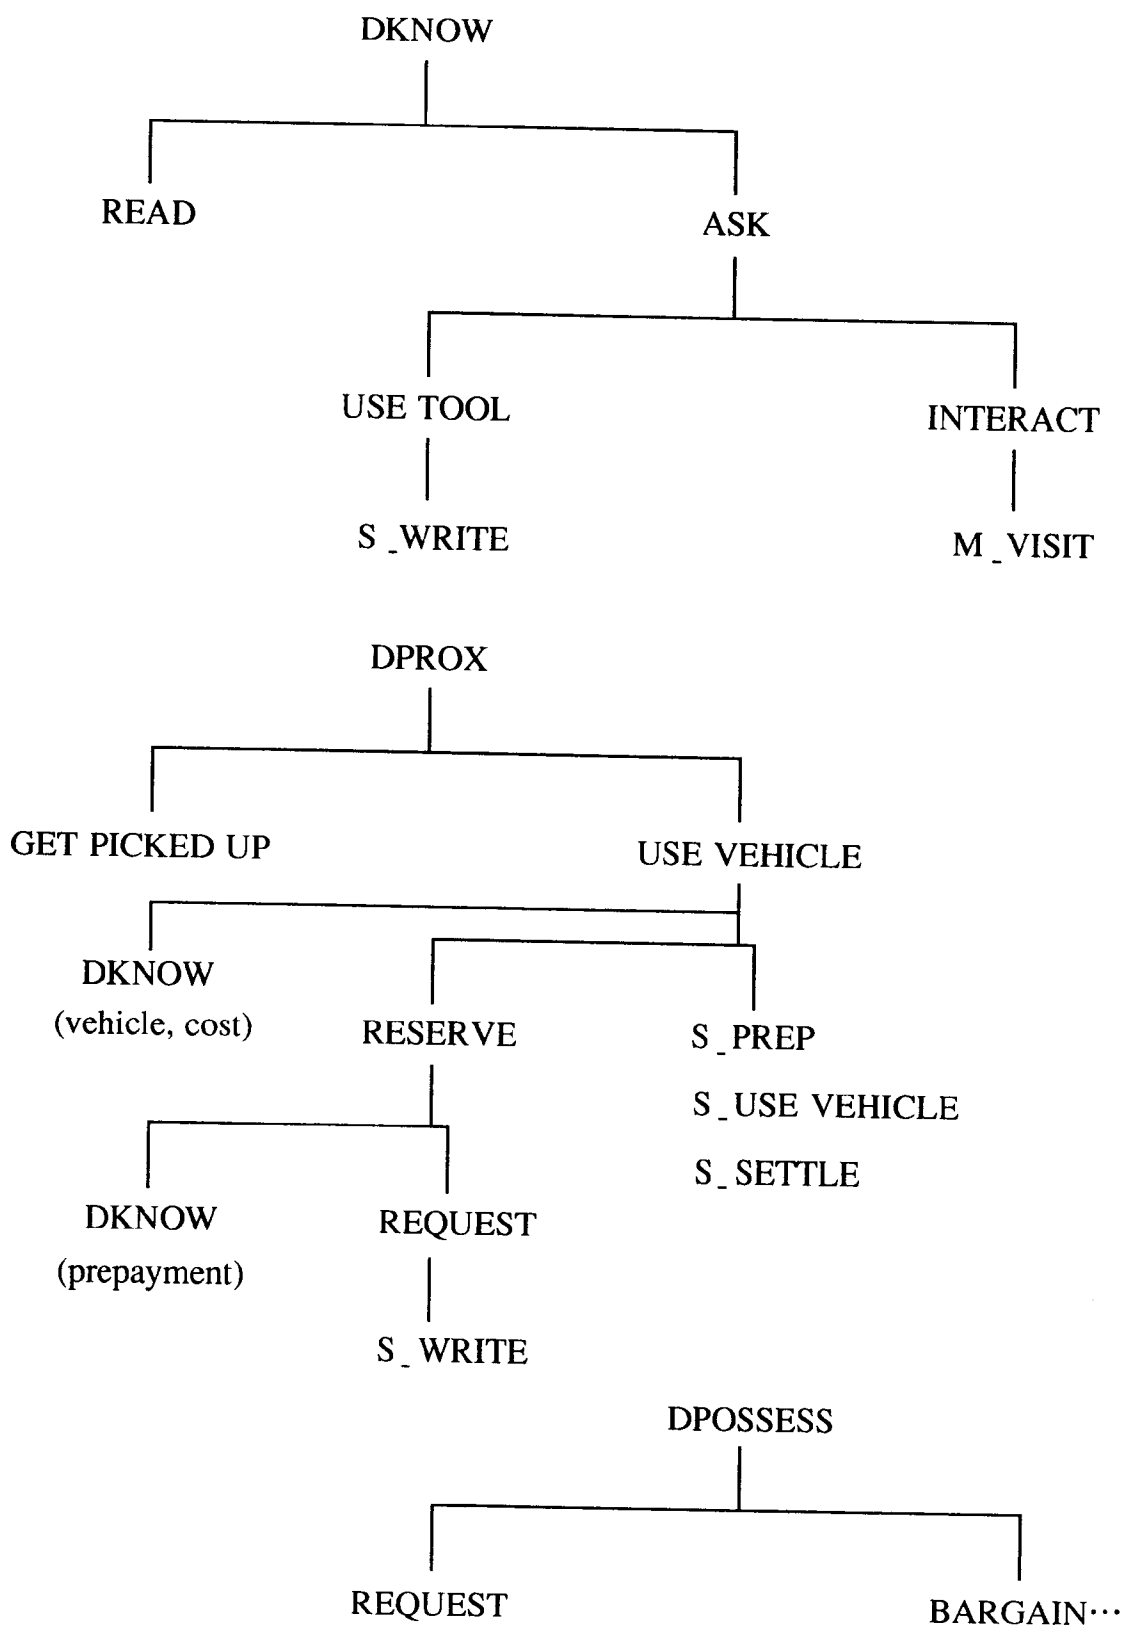 DKNOW
READ
ASK
USE TOOL
INTERACT
S_WRITE
M_VISIT
DPROX
GET PICKED UP
USE VEHICLE
DKNOW
(vehicle, cost)
RESERVE
S_PREP
S_USE VEHICLE
S_SETTLE
DKNOW
(prepayment)
REQUEST
S_WRITE
DPOSSESS
REQUEST
BARGAIN···